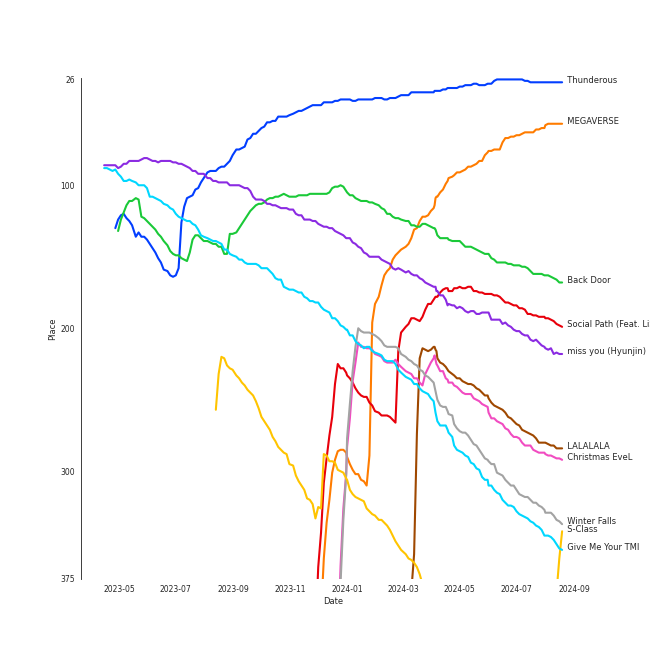 26
Thunderous
MEGAVERSE
100
Back Door
Place
200
Social Path (Feat. Li
miss you (Hyunjin)
LALALALA
Christmas EveL
300
Winter Falls
S-Class
Give Me Your TMI
375
2023-05 2023-07 2023-09 2023-11 2024-01 2024-03 2024-05 2024-07 2024-09
Date